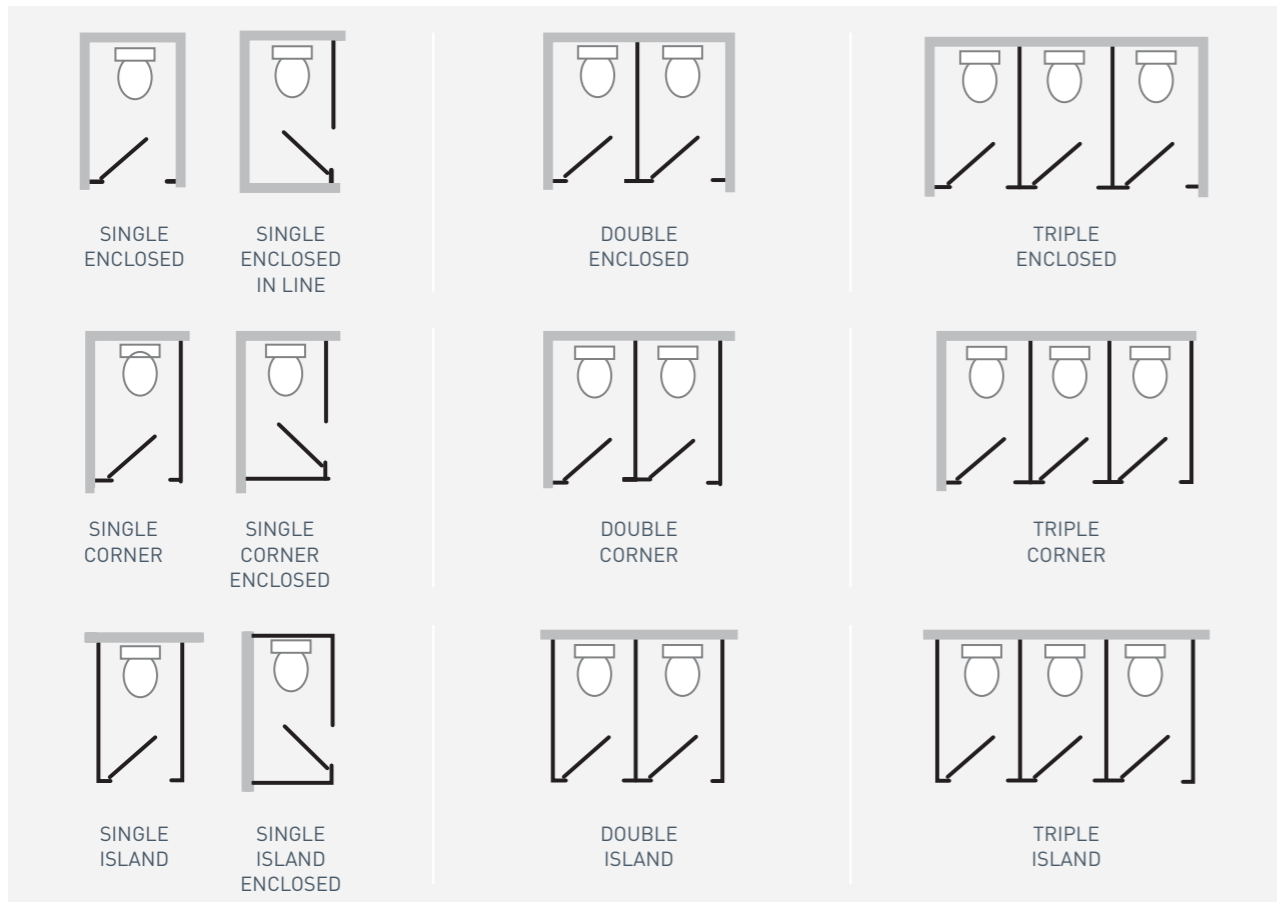 SINGLE
ENCLOSED
SINGLE
ENCLOSED
IN LINE
DOUBLE
ENCLOSED
TRIPLE
ENCLOSED
SINGLE
CORNER
SINGLE
CORNER
ENCLOSED
DOUBLE
CORNER
TRIPLE
CORNER
SINGLE
ISLAND
SINGLE
ISLAND
ENCLOSED
DOUBLE
ISLAND
TRIPLE
ISLAND